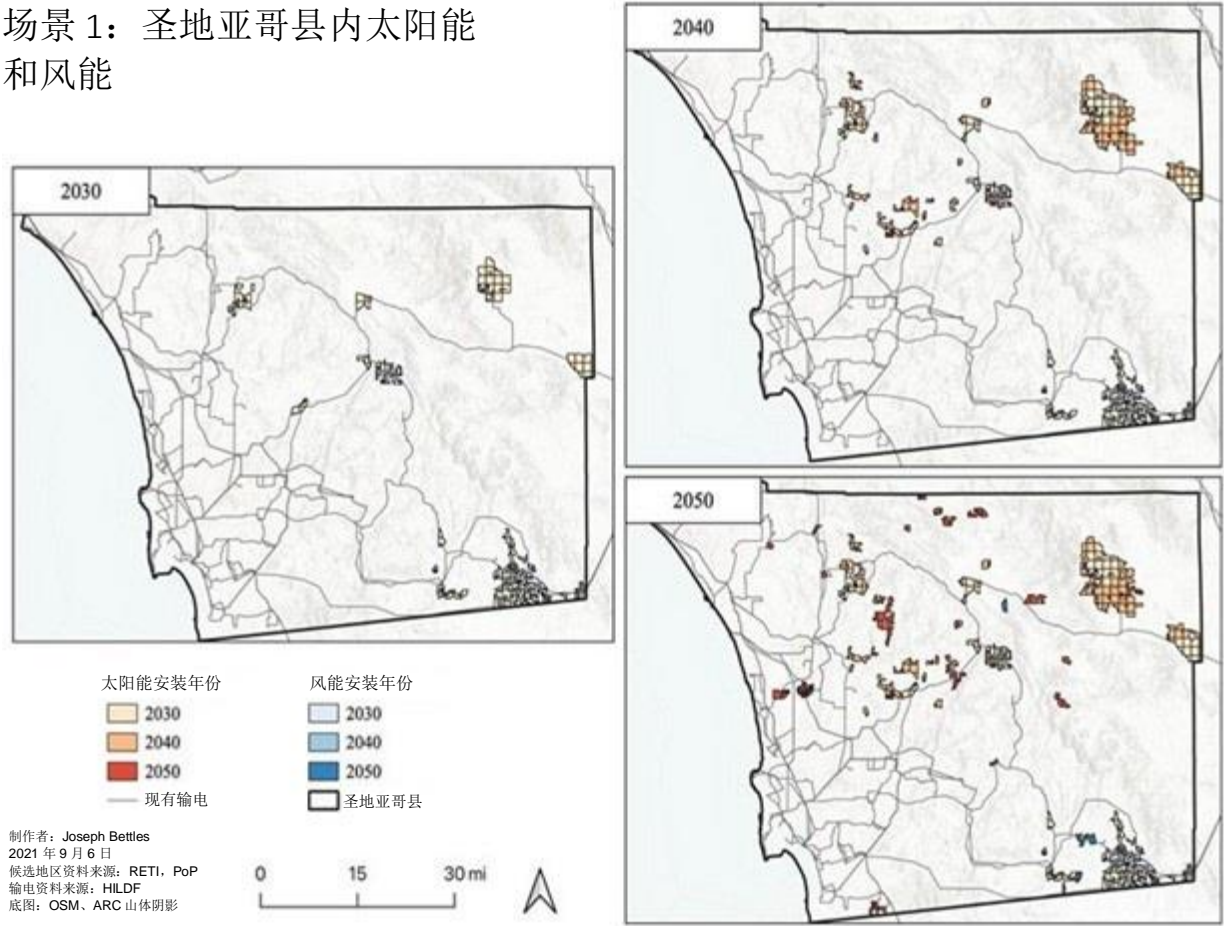 场景 1：圣地亚哥县内太阳能
和风能
2030
2040
2050
太阳能安装年份
2030
2040
2050
现有输电
风能安装年份
2030
2040
2050
圣地亚哥县
制作者：Joseph Bettles
2021 年 9 月 6 日
候选地区资料来源：RETI，PoP
输电资料来源：HILDF
底图：OSM、ARC 山体阴影
0 15 30 mi